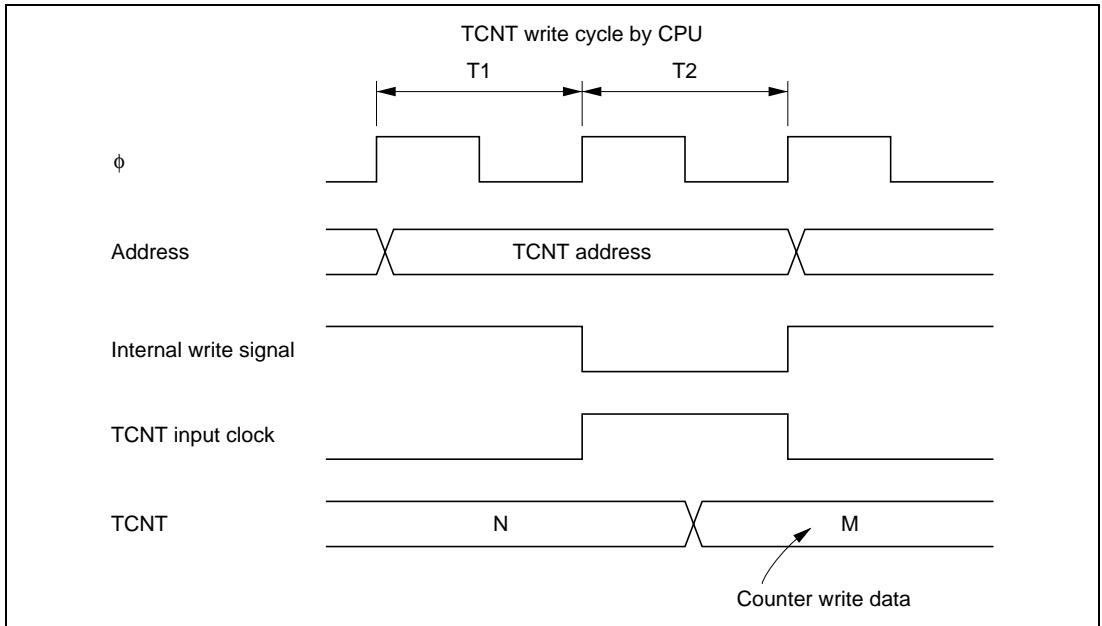 TCNT write cycle by CPU
T1 T2
ϕ
Address TCNT address
Internal write signal
TCNT input clock
TCNT N M
Counter write data